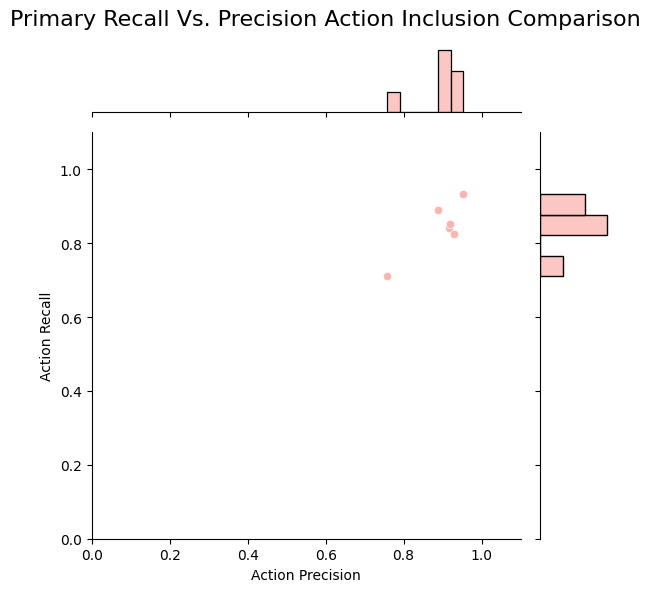 Primary Recall Vs. Precision Action Inclusion Comparison
1.0
0.8
0.6
0.4
0.2
0.0
Action Recall
0.0 0.2 0.4 0.6 0.8 1.0
Action Precision